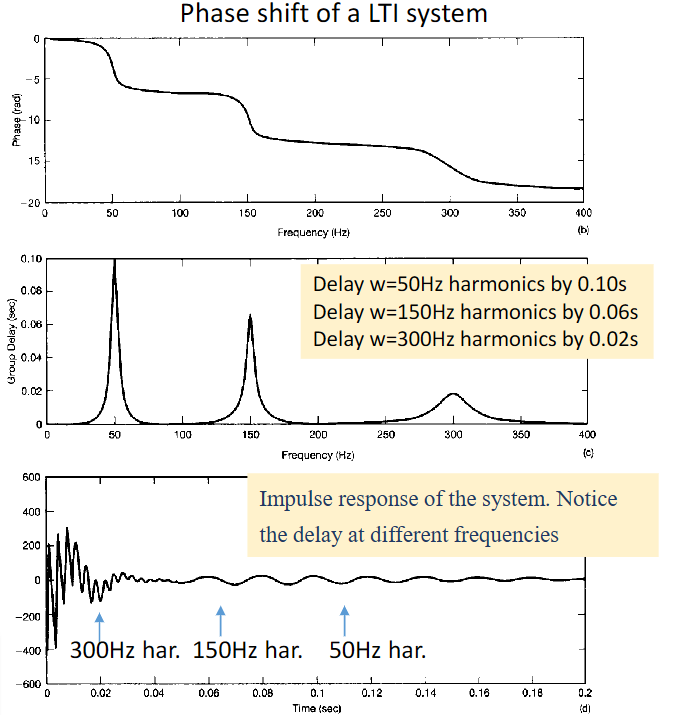 Phase shift of a LTI system
0
−5
−10
15
−20
Phase (rad)
0 50 100 150 200 250 300 350 400
Frequency (Hz)
(b)
0.10
0.08
0.06
0.04
0.02
0
Group Delay (sec)
Delay w=50Hz harmonics by 0.10s
Delay w=150Hz harmonics by 0.06s
Delay w=300Hz harmonics by 0.02s
0 50 100 150 200 250 300 350 400
Frequency (Hz)
(c)
600
400
200
0
−200
−400
−600
Impulse response of the system. Notice
the delay at different frequencies
300Hz har. 150Hz har. 50Hz har.
0 0.02 0.04 0.06 0.08 0.1 0.12 0.14 0.16 0.18 0.2
Time (sec)
(d)